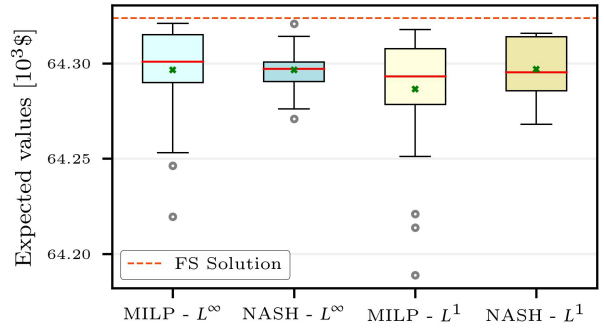 Expected values [10³$]
64.30
64.25
64.20
FS Solution
MILP - L∞ NASH - L∞ MILP - L¹ NASH - L¹